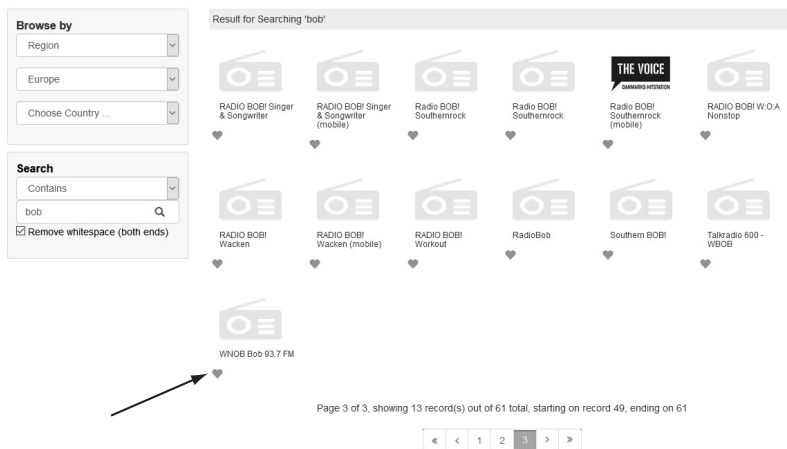 Browse by
Region
Europe
Choose Country ...
Search
Contains
bob
Remove whitespace (both ends)
Result for Searching 'bob'
RADIO BOB! Singer
& Songwriter
RADIO BOB! Singer
& Songwriter
(mobile)
Radio BOB!
Southernrock
Radio BOB!
Southernrock
THE VOICE
DANMARKS HITSTATION
Radio BOB!
Southernrock
(mobile)
RADIO BOB! W:O:A
Nonstop
RADIO BOB!
Wacken
RADIO BOB!
Wacken (mobile)
RADIO BOB!
Workout
RadioBob
Southern BOB!
Talkradio 600 -
WBOB
WNOB Bob 93.7 FM
Page 3 of 3, showing 13 record(s) out of 61 total, starting on record 49, ending on 61
« < 1 2 3 > »